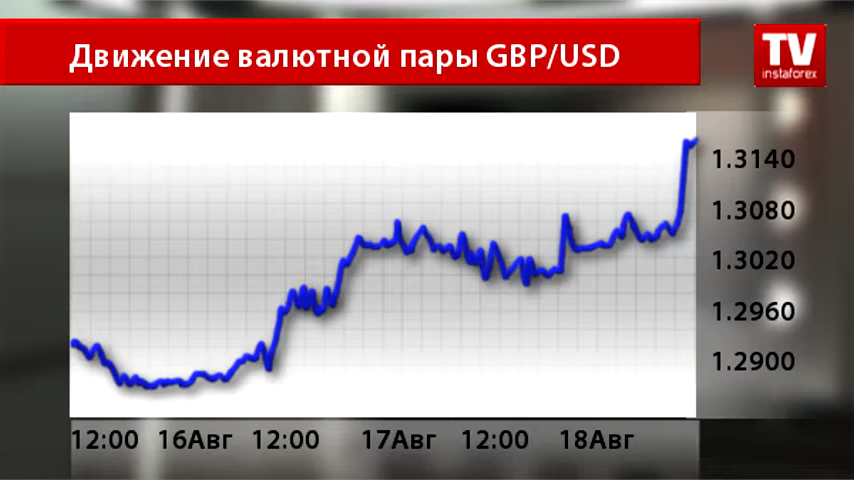 Движение валютной пары GBP/USD
TV
instaforex
1.3140
1.3080
1.3020
1.2960
1.2900
12:00 16Авг 12:00 17Авг 12:00 18Авг